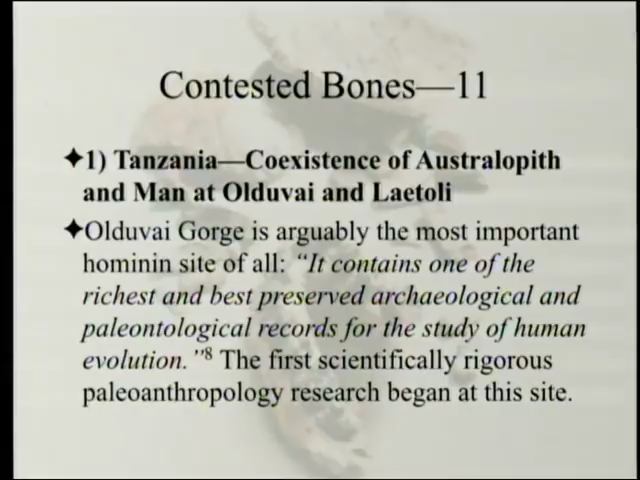 Contested Bones—11
✦1) Tanzania—Coexistence of Australopith
and Man at Olduvai and Laetoli
✦Olduvai Gorge is arguably the most important
hominin site of all: “It contains one of the
richest and best preserved archaeological and
paleontological records for the study of human
evolution.”8 The first scientifically rigorous
paleoanthropology research began at this site.